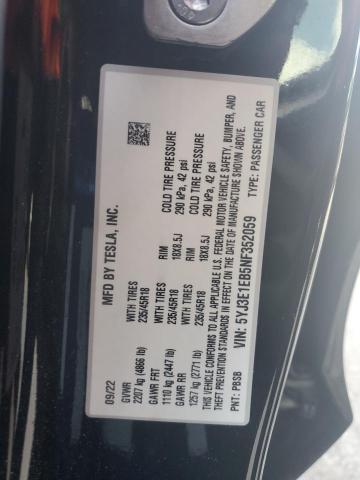 MFD BY TESLA, INC.
09/22
GVWR
2207 kg (4866 lb)
GAWR FRT WITH TIRES RIM COLD TIRE PRESSURE
1110 kg (2447 lb) 235/45R18 18X8.5J 290 kPa, 42 psi
GAWR RR WITH TIRES RIM COLD TIRE PRESSURE
1257 kg (2771 lb) 235/45R18 18X8.5J 290 kPa, 42 psi
THIS VEHICLE CONFORMS TO ALL APPLICABLE U.S. FEDERAL MOTOR VEHICLE SAFETY, BUMPER, AND
THEFT PREVENTION STANDARDS IN EFFECT ON THE DATE OF MANUFACTURE SHOWN ABOVE.
PNT: PBSB VIN: 5YJ3E1EB5NF352059 TYPE: PASSENGER CAR